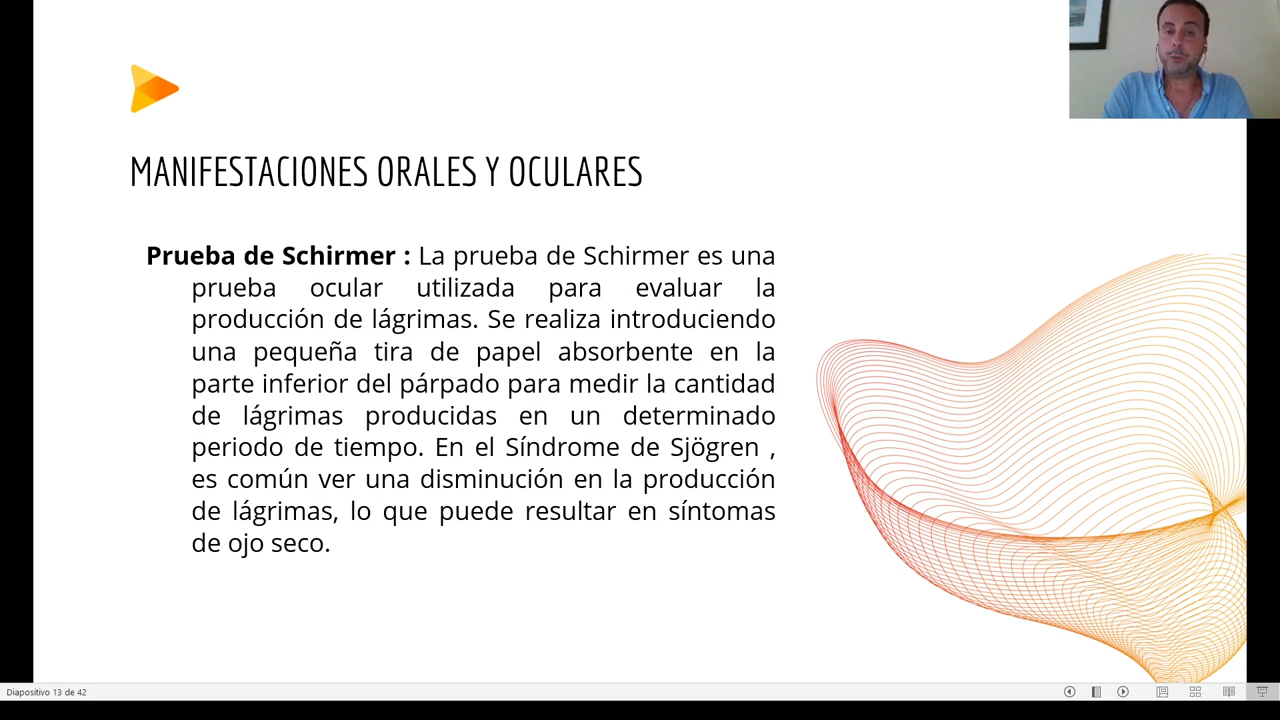 MANIFESTACIONES ORALES Y OCULARES
Prueba de Schirmer : La prueba de Schirmer es una
prueba ocular utilizada para evaluar la
producción de lágrimas. Se realiza introduciendo
una pequeña tira de papel absorbente en la
parte inferior del párpado para medir la cantidad
de lágrimas producidas en un determinado
periodo de tiempo. En el Síndrome de Sjögren ,
es común ver una disminución en la producción
de lágrimas, lo que puede resultar en síntomas
de ojo seco.
Diapositivo 13 de 42